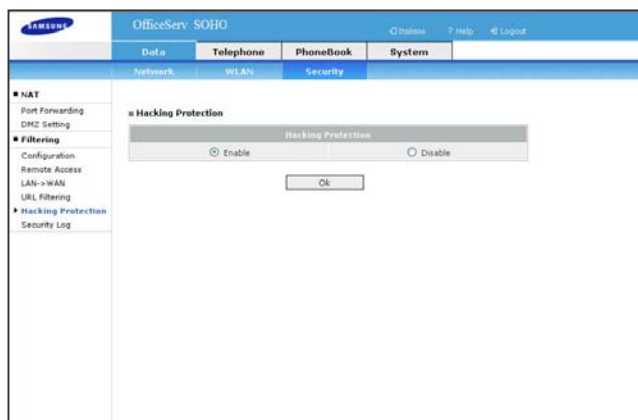 SAMSUNG
OfficeServ SOHO
Italiano ? Help Logout
Data Telephone PhoneBook System
Network WLAN Security
NAT
Port Forwarding
DMZ Setting
Filtering
Configuration
Remote Access
LAN->WAN
URL Filtering
Hacking Protection
Security Log
Hacking Protection
Hacking Protection
Enable Disable
Ok